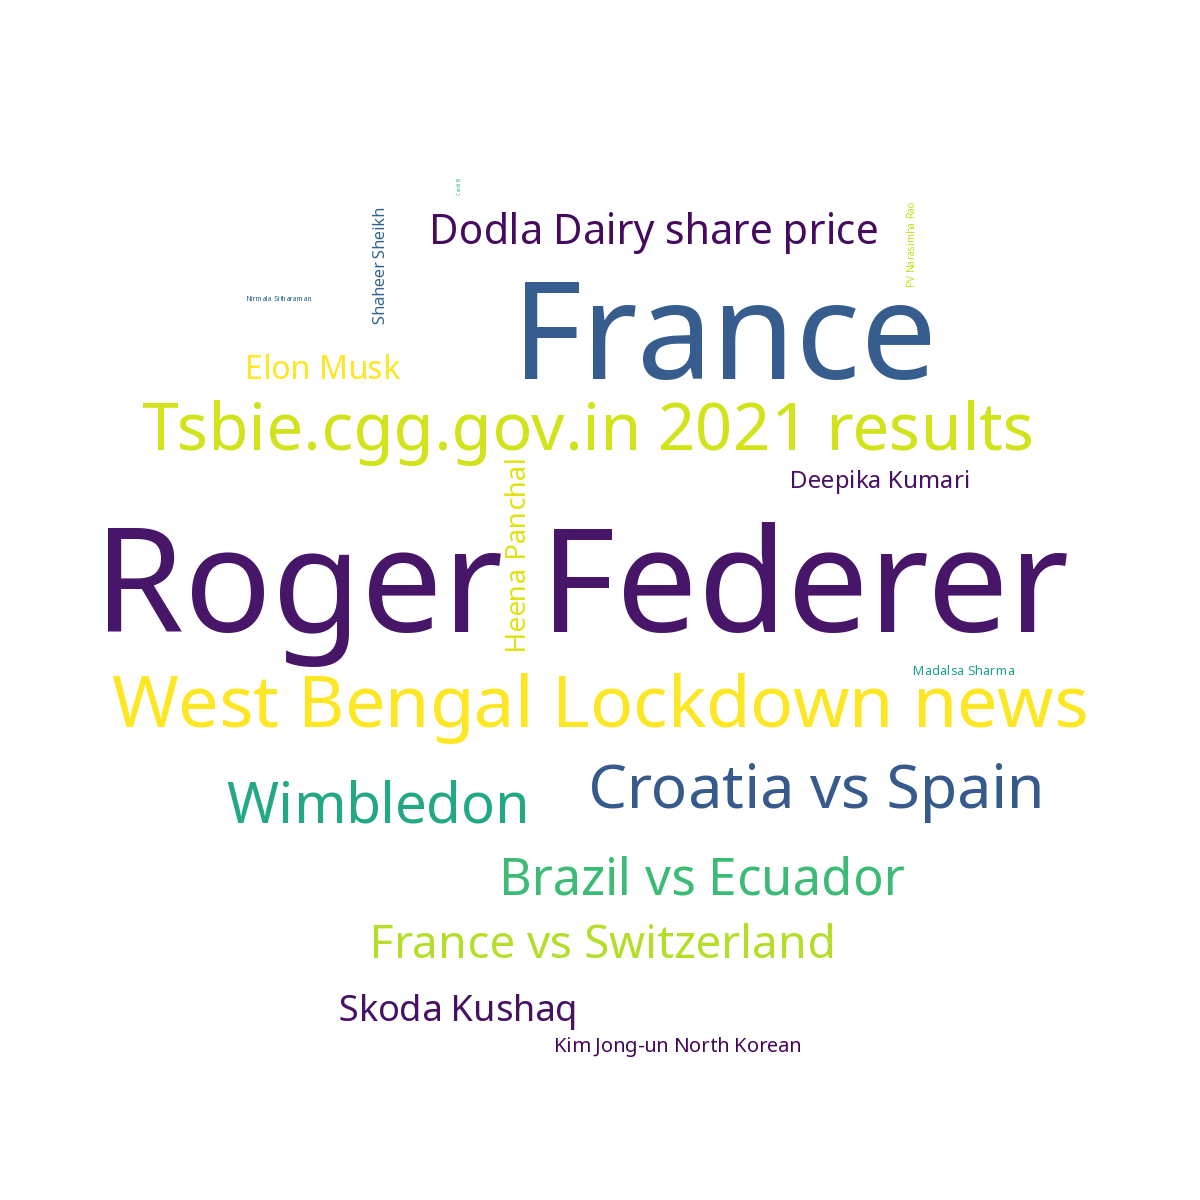 Cardi B
Dodla Dairy share price
PV Narasimha Rao
Shaheer Sheikh
Nirmala Sitharaman
France
Elon Musk
Tsbie.cgg.gov.in 2021 results
Heena Panchal
Deepika Kumari
Roger Federer
Madalsa Sharma
West Bengal Lockdown news
Croatia vs Spain
Wimbledon
Brazil vs Ecuador
France vs Switzerland
Skoda Kushaq
Kim Jong-un North Korean